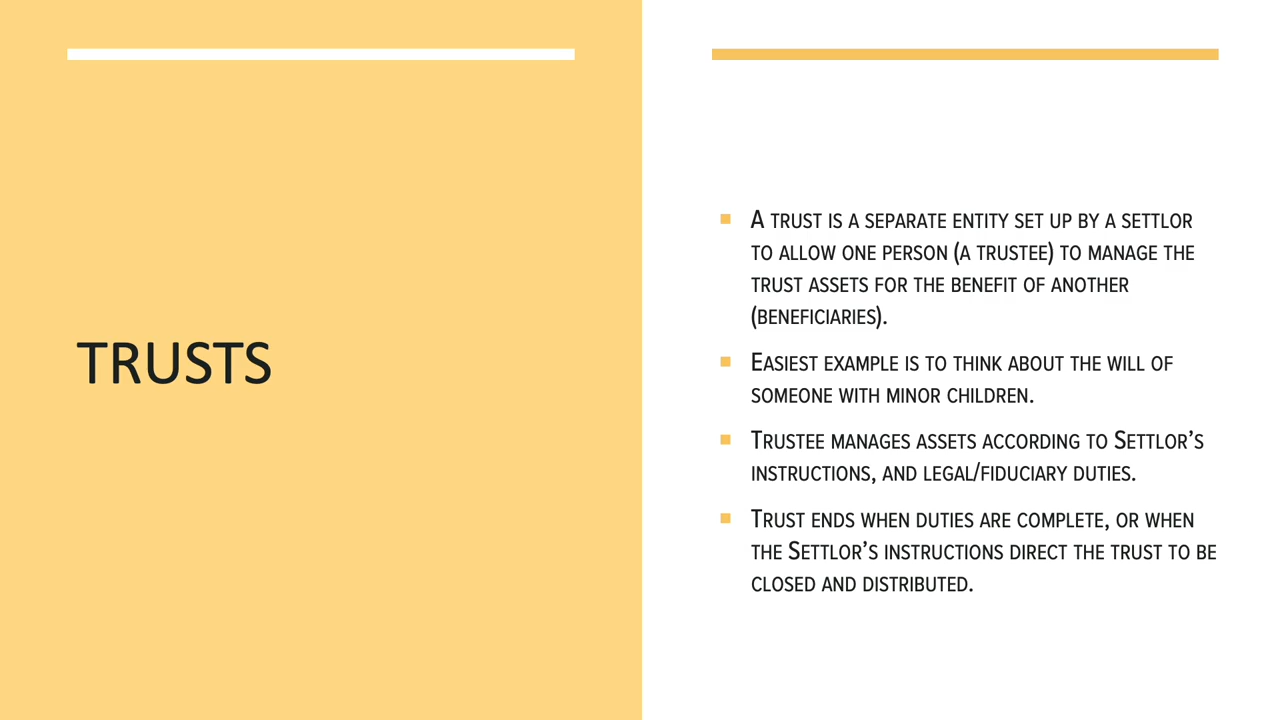 TRUSTS
A TRUST IS A SEPARATE ENTITY SET UP BY A SETTLOR
TO ALLOW ONE PERSON (A TRUSTEE) TO MANAGE THE
TRUST ASSETS FOR THE BENEFIT OF ANOTHER
(BENEFICIARIES).
EASIEST EXAMPLE IS TO THINK ABOUT THE WILL OF
SOMEONE WITH MINOR CHILDREN.
TRUSTEE MANAGES ASSETS ACCORDING TO SETTLOR’S
INSTRUCTIONS, AND LEGAL/FIDUCIARY DUTIES.
TRUST ENDS WHEN DUTIES ARE COMPLETE, OR WHEN
THE SETTLOR’S INSTRUCTIONS DIRECT THE TRUST TO BE
CLOSED AND DISTRIBUTED.